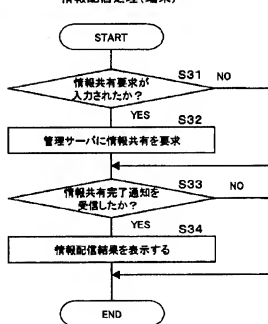 情報配信処理(端末)
START
情報共有要求が
入力されたか?
S31
NO
YES
S32
管理サーバに情報共有を要求
情報共有完了通知を
受信したか?
S33
NO
YES
S34
情報配信結果を表示する
END